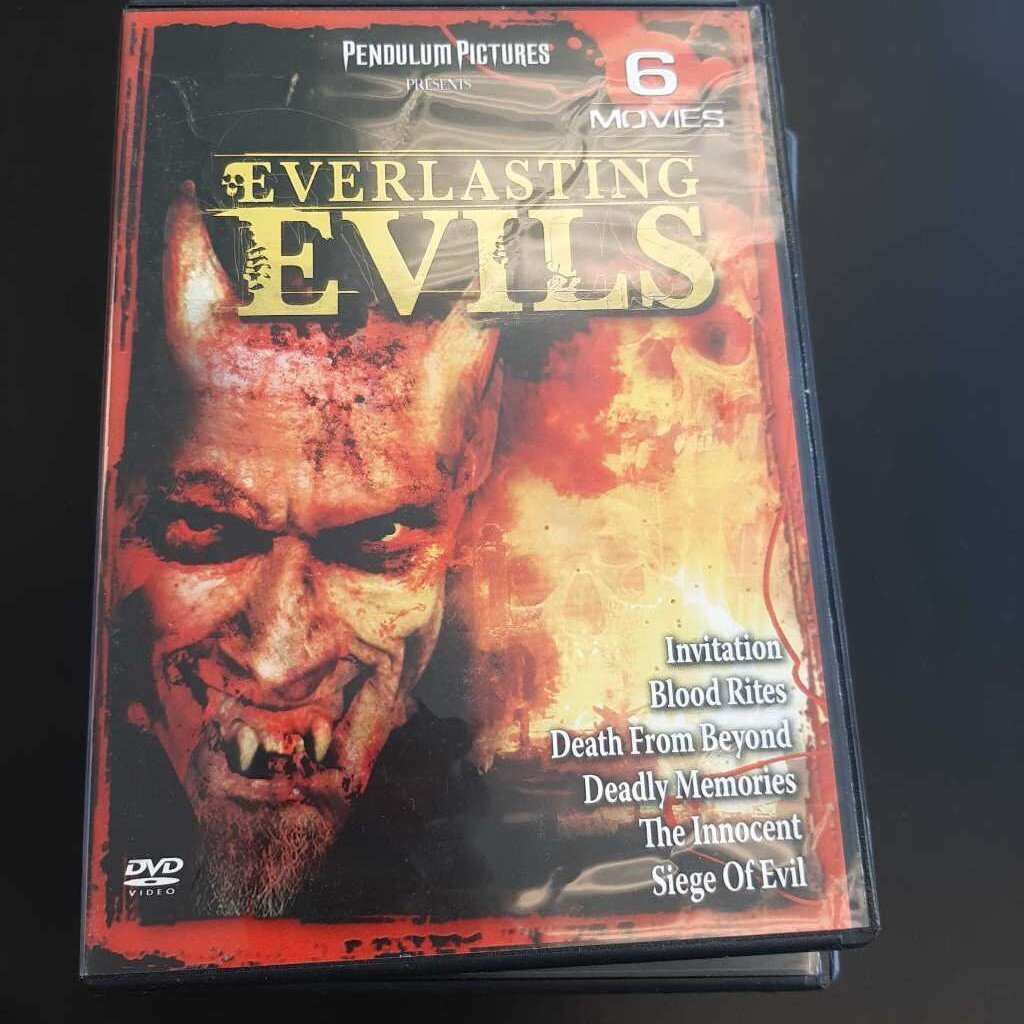 PENDULUM PICTURES
PRESENTS
6
MOVIES
EVERLASTING
EVILS
Invitation
Blood Rites
Death From Beyond
Deadly Memories
The Innocent
Siege Of Evil
DVD
VIDEO